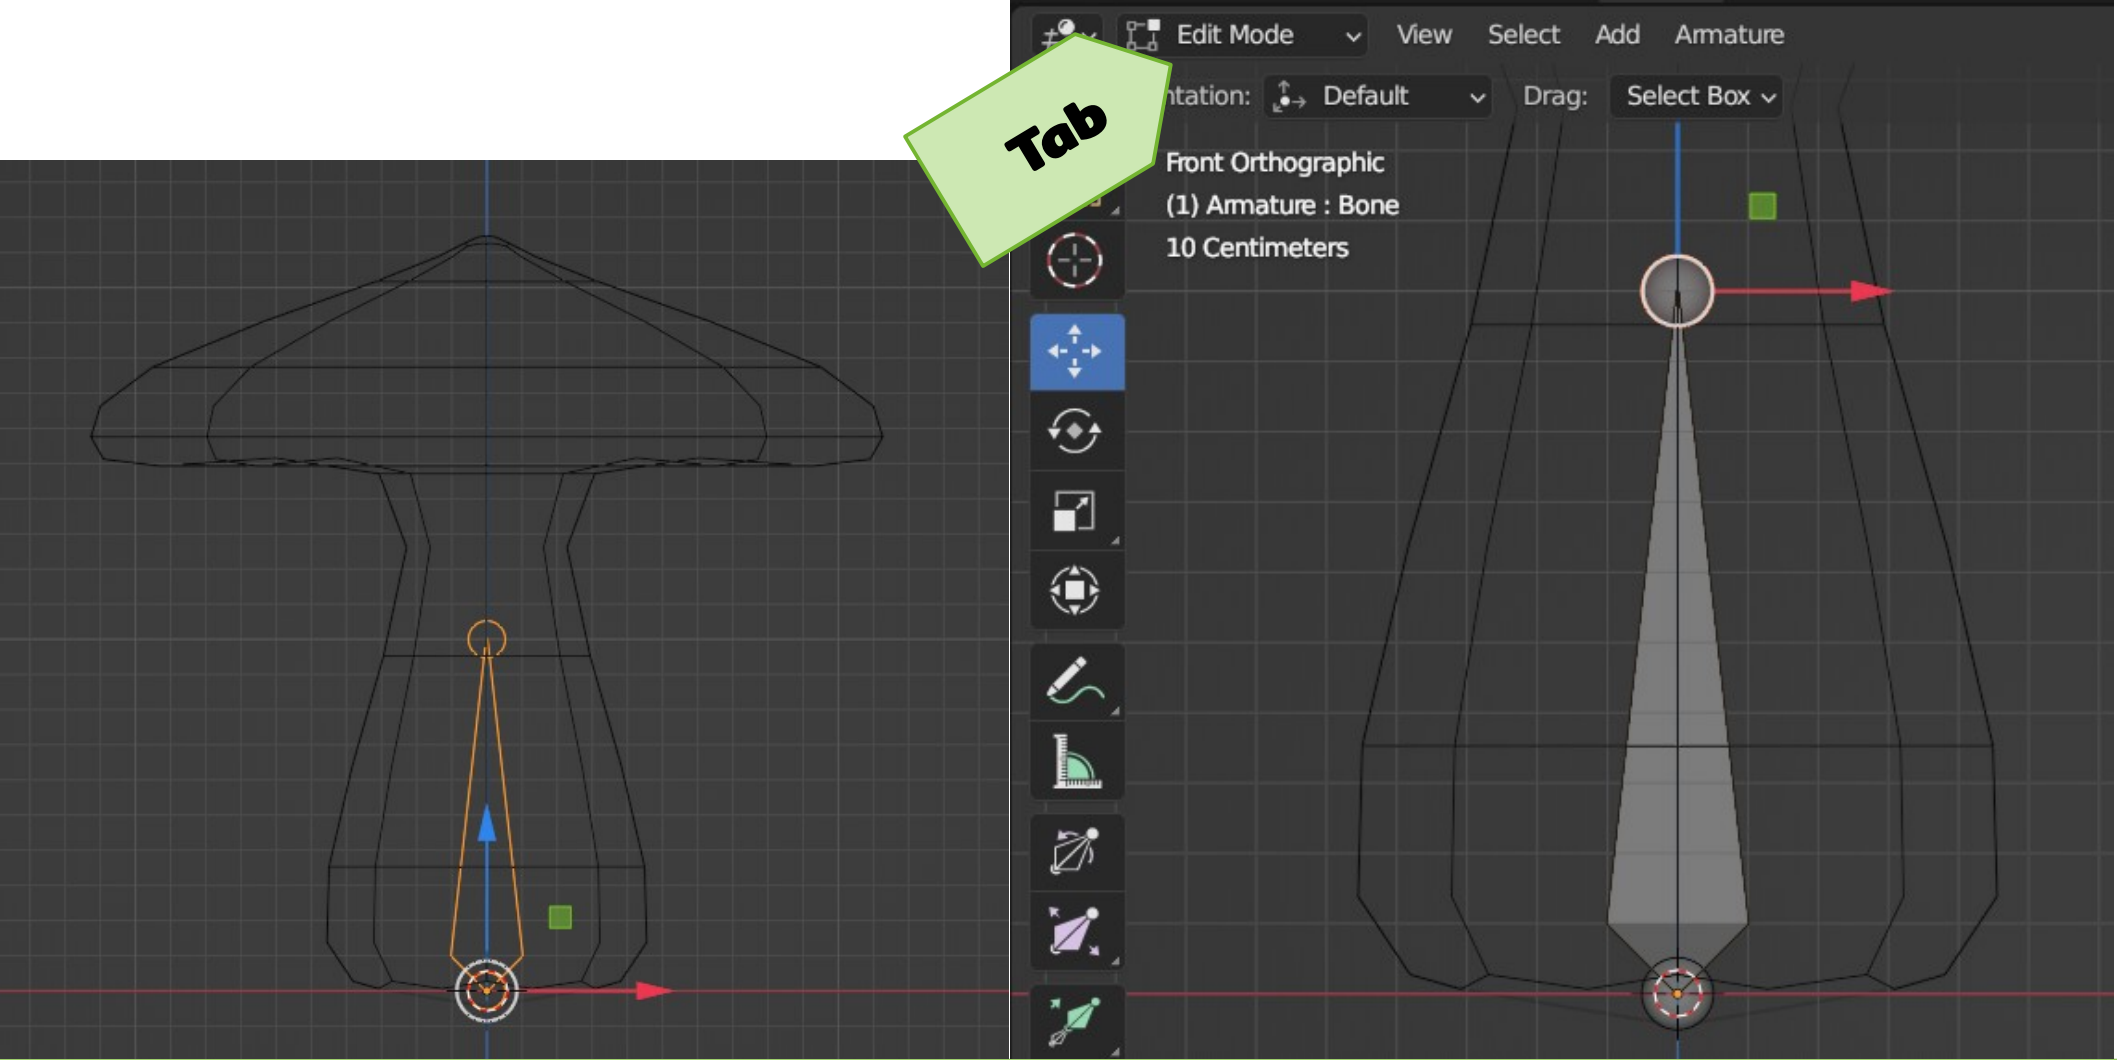 Edit Mode View Select Add Armature
Tab
ntation: Default Drag: Select Box
Front Orthographic
(1) Armature : Bone
10 Centimeters